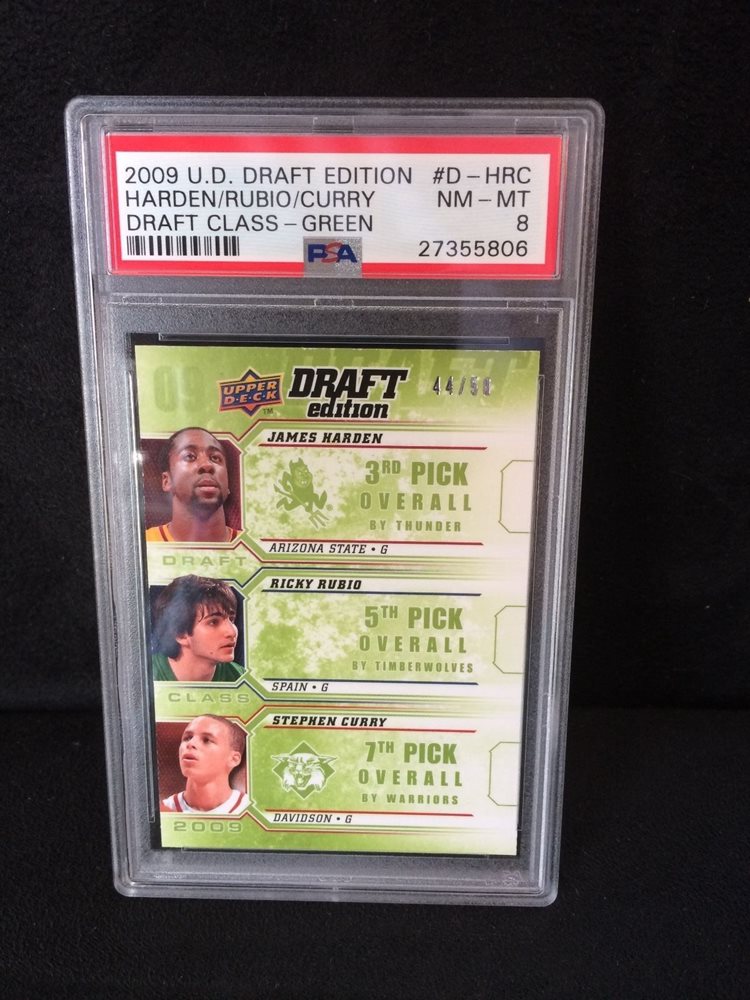 2009 U.D. DRAFT EDITION #D-HRC
HARDEN/RUBIO/CURRY NM-MT
DRAFT CLASS-GREEN 8
PSA 27355806
09
UPPER DECK TM DRAFT edition 44/50
JAMES HARDEN
3RD PICK
OVERALL
BY THUNDER
ARIZONA STATE • G
DRAFT
RICKY RUBIO
5TH PICK
OVERALL
BY TIMBERWOLVES
SPAIN • G
CLASS
STEPHEN CURRY
7TH PICK
OVERALL
BY WARRIORS
DAVIDSON • G
2009